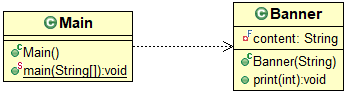 Main
Main()
main(String[]):void
Banner
content: String
Banner(String)
print(int):void